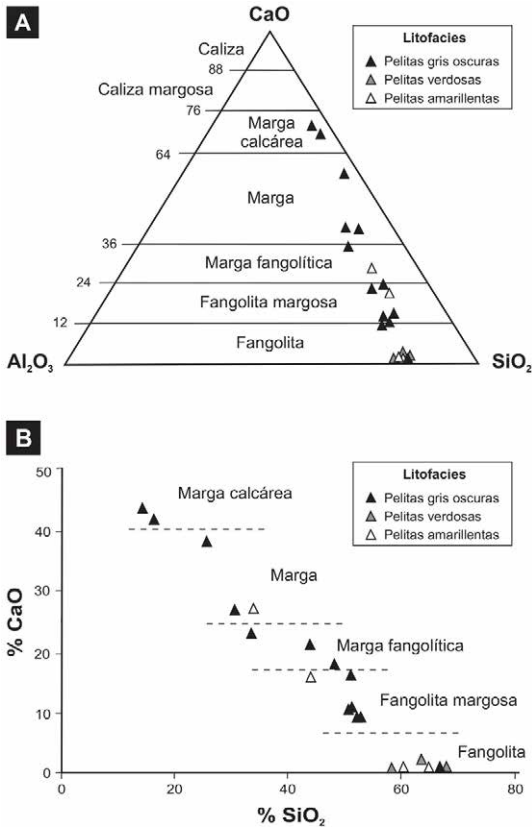 A
CaO
Litofacies
Pelitas gris oscuras
Pelitas verdosas
Pelitas amarillentas
Caliza
88
Caliza margosa
76
Marga
calcárea
64
Marga
36
Marga fangolítica
24
Fangolita margosa
12
Fangolita
Al₂O₃
SiO₂
B
50
Litofacies
Pelitas gris oscuras
Pelitas verdosas
Pelitas amarillentas
Marga calcárea
40
Marga
30
% CaO
20
Marga fangolítica
Fangolita margosa
10
Fangolita
0
0
20
40
60
80
% SiO₂